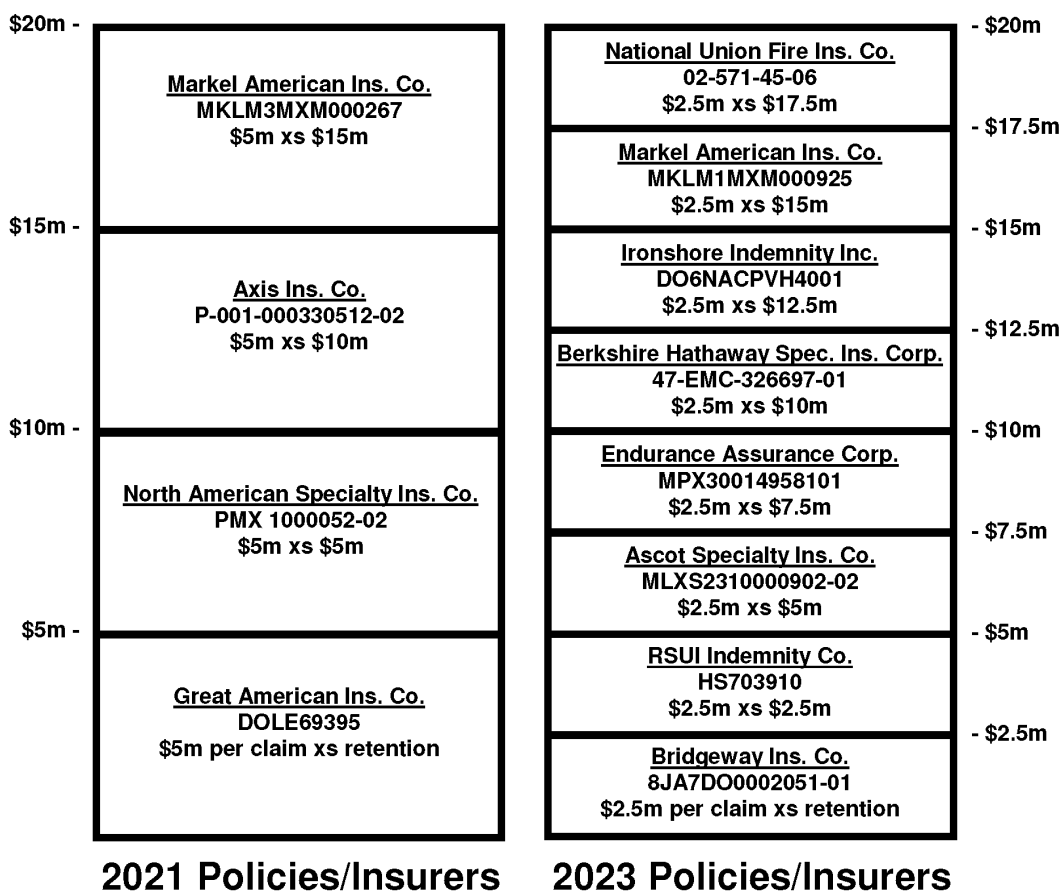 $20m -
Markel American Ins. Co.
MKLM3MXM000267
$5m xs $15m
$15m -
Axis Ins. Co.
P-001-000330512-02
$5m xs $10m
$10m -
North American Specialty Ins. Co.
PMX 1000052-02
$5m xs $5m
$5m -
Great American Ins. Co.
DOLE69395
$5m per claim xs retention
2021 Policies/Insurers
- $20m
National Union Fire Ins. Co.
02-571-45-06
$2.5m xs $17.5m
- $17.5m
Markel American Ins. Co.
MKLM1MXM000925
$2.5m xs $15m
- $15m
Ironshore Indemnity Inc.
DO6NACPVH4001
$2.5m xs $12.5m
- $12.5m
Berkshire Hathaway Spec. Ins. Corp.
47-EMC-326697-01
$2.5m xs $10m
- $10m
Endurance Assurance Corp.
MPX30014958101
$2.5m xs $7.5m
- $7.5m
Ascot Specialty Ins. Co.
MLXS2310000902-02
$2.5m xs $5m
- $5m
RSUI Indemnity Co.
HS703910
$2.5m xs $2.5m
- $2.5m
Bridgeway Ins. Co.
8JA7DO0002051-01
$2.5m per claim xs retention
2023 Policies/Insurers